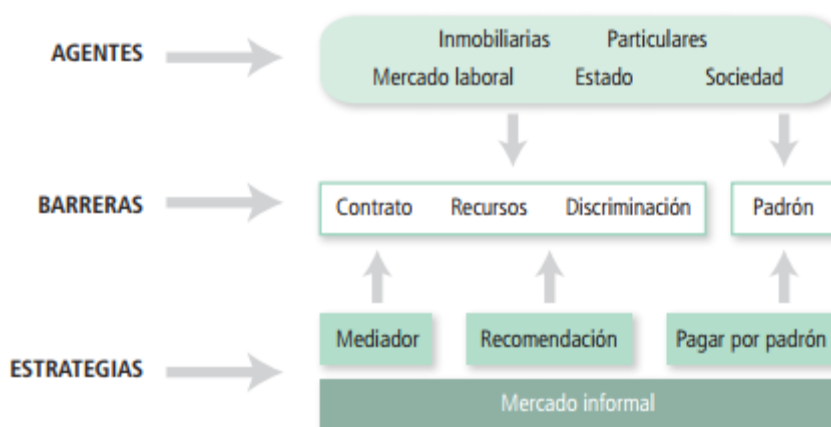 AGENTES
Inmobiliarias Particulares
Mercado laboral Estado Sociedad
BARRERAS
Contrato Recursos Discriminación Padrón
Mediador Recomendación Pagar por padrón
ESTRATEGIAS
Mercado informal